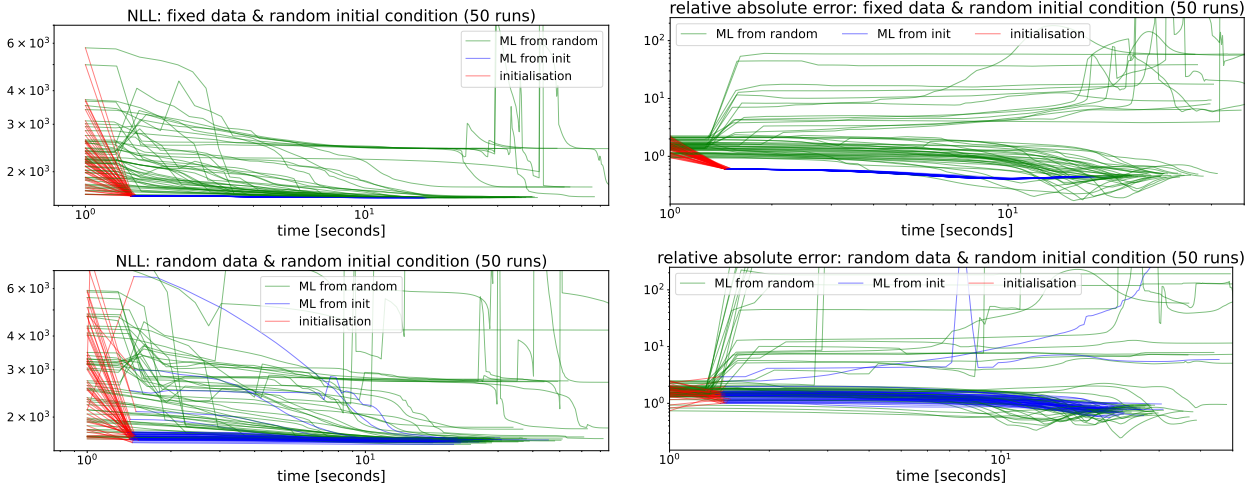 NLL: fixed data & random initial condition (50 runs)
6 × 10³
4 × 10³
3 × 10³
2 × 10³
ML from random
ML from init
initialisation
10⁰
10¹
time [seconds]
relative absolute error: fixed data & random initial condition (50 runs)
10²
10¹
10⁰
ML from random
ML from init
initialisation
10⁰
10¹
time [seconds]
NLL: random data & random initial condition (50 runs)
6 × 10³
4 × 10³
3 × 10³
2 × 10³
ML from random
ML from init
initialisation
10⁰
10¹
time [seconds]
relative absolute error: random data & random initial condition (50 runs)
10²
10¹
10⁰
ML from random
ML from init
initialisation
10⁰
10¹
time [seconds]